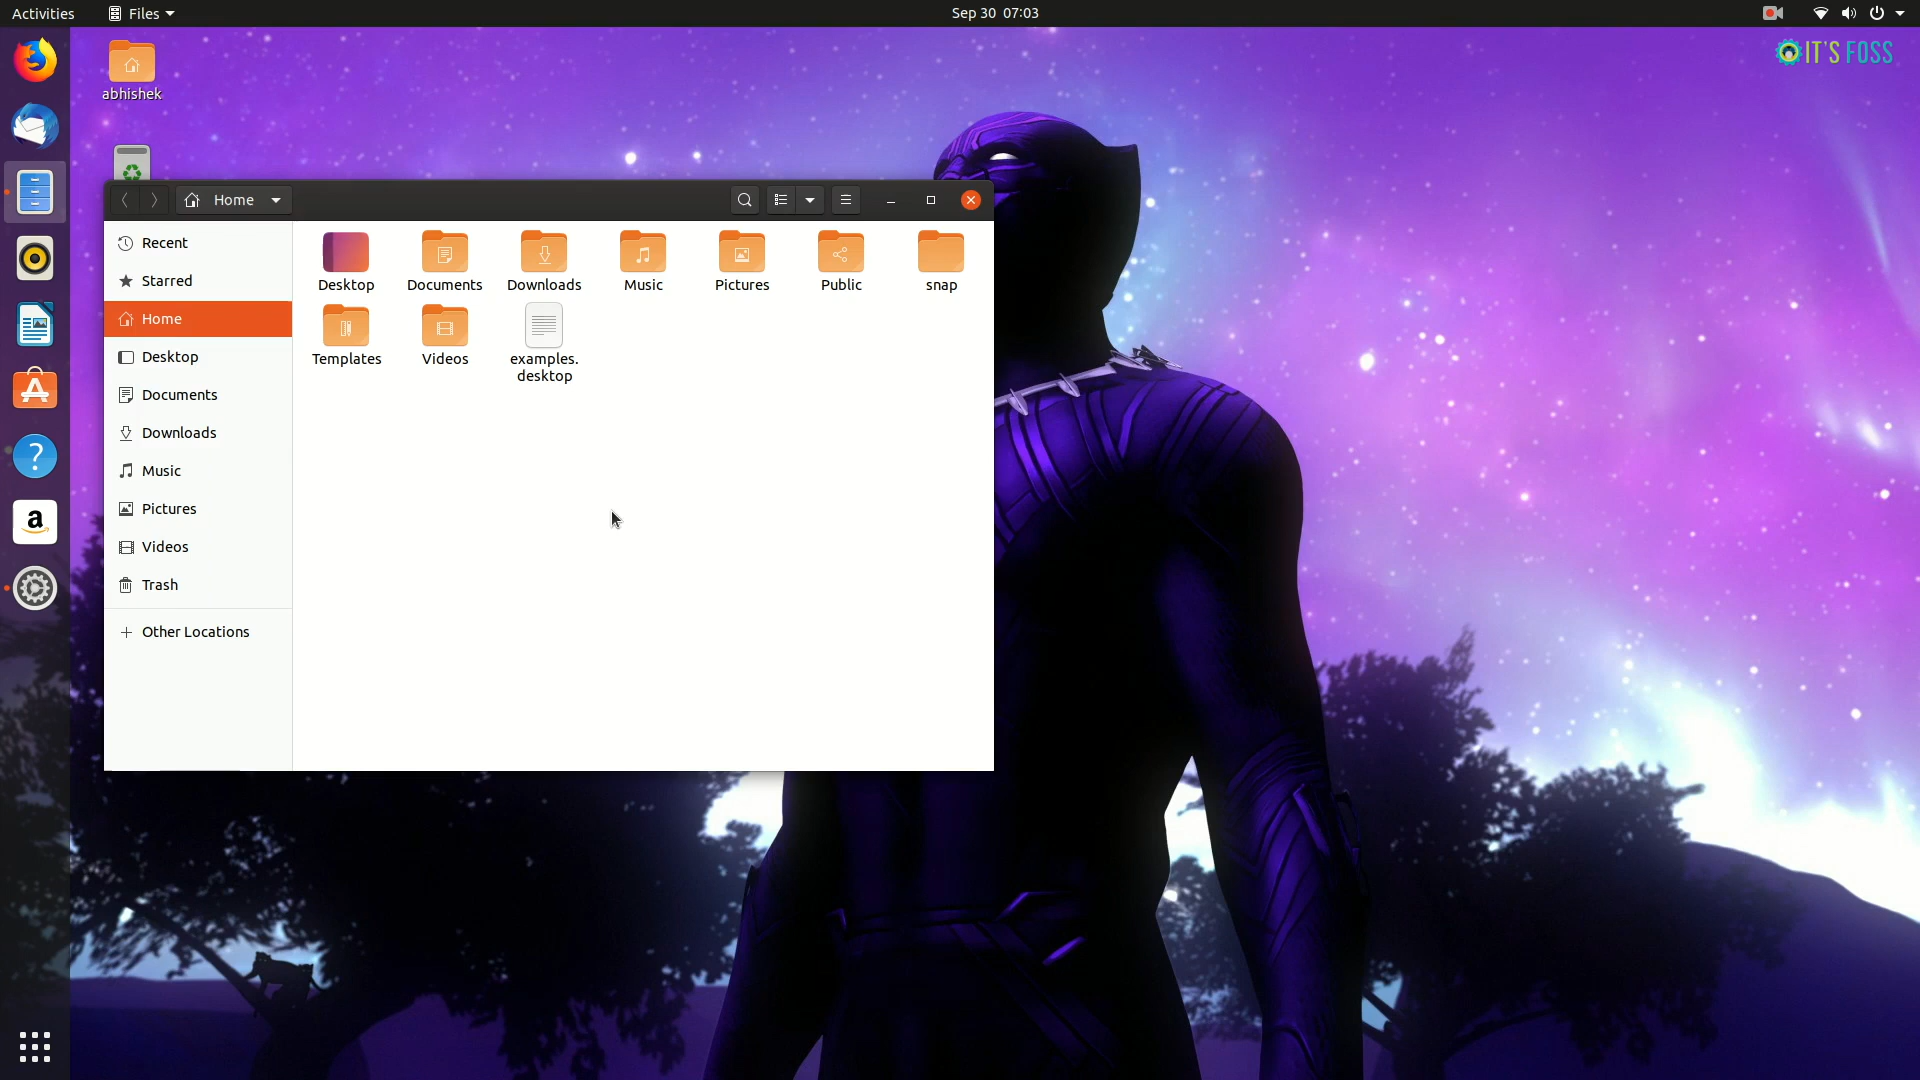 Activities
Files
Sep 30 07:03
IT'S FOSS
abhishek
Home
Recent
Starred
Home
Desktop
Documents
Downloads
Music
Pictures
Videos
Trash
Other Locations
Desktop
Documents
Downloads
Music
Pictures
Public
snap
Templates
Videos
examples.
desktop
?
a